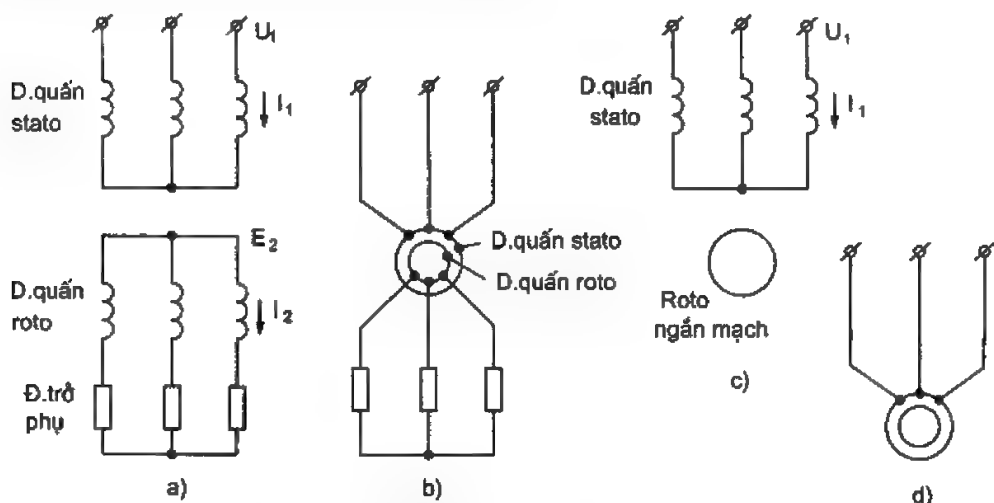 U₁
D.quấn
stato
I₁
E₂
D.quấn
roto
I₂
Đ.trở
phụ
a)
D.quấn stato
D.quấn roto
b)
U₁
D.quấn
stato
I₁
Roto
ngắn mạch
c)
d)